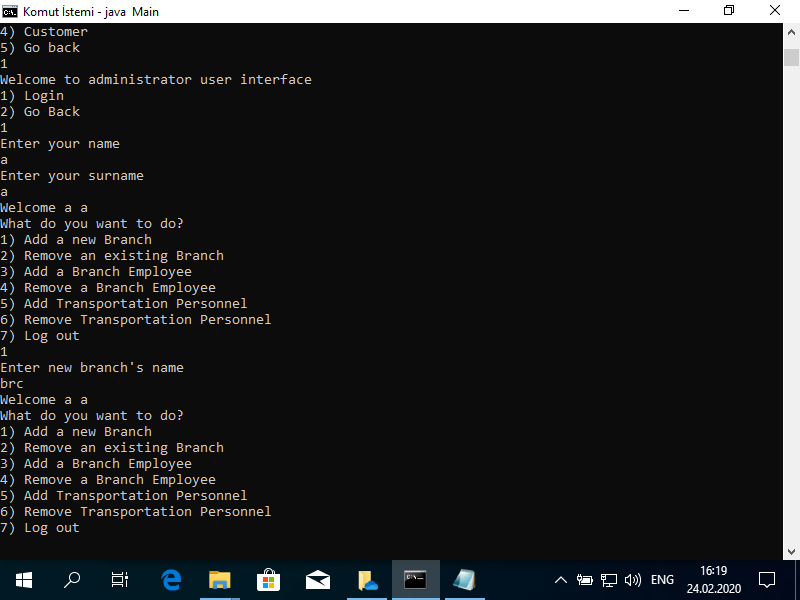 Komut İstemi - java Main
4) Customer
5) Go back
1
Welcome to administrator user interface
1) Login
2) Go Back
1
Enter your name
a
Enter your surname
a
Welcome a a
What do you want to do?
1) Add a new Branch
2) Remove an existing Branch
3) Add a Branch Employee
4) Remove a Branch Employee
5) Add Transportation Personnel
6) Remove Transportation Personnel
7) Log out
1
Enter new branch's name
brc
Welcome a a
What do you want to do?
1) Add a new Branch
2) Remove an existing Branch
3) Add a Branch Employee
4) Remove a Branch Employee
5) Add Transportation Personnel
6) Remove Transportation Personnel
7) Log out
ENG
16:19
24.02.2020